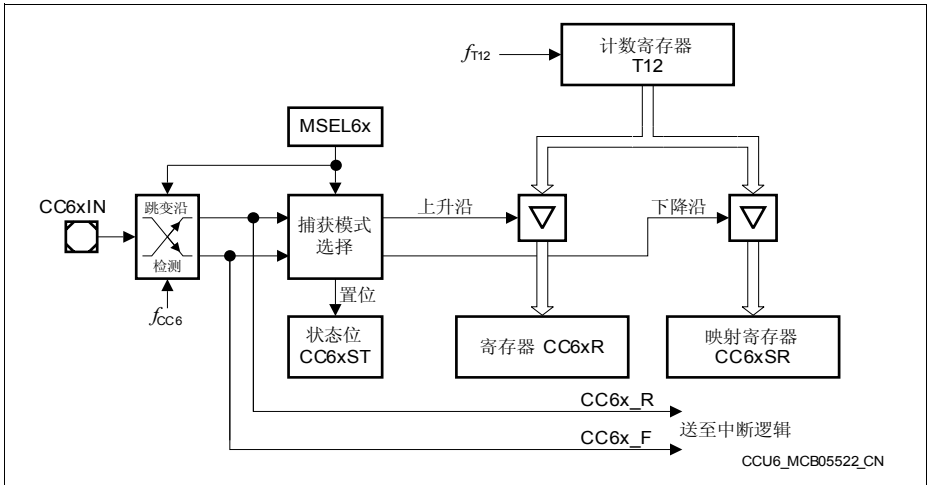 计数寄存器
T12
fT12
MSEL6x
CC6xIN
跳变沿
检测
fCC6
捕获模式
选择
上升沿
下降沿
置位
状态位
CC6xST
寄存器 CC6xR
映射寄存器
CC6xSR
CC6x_R
CC6x_F
送至中断逻辑
CCU6_MCB05522_CN